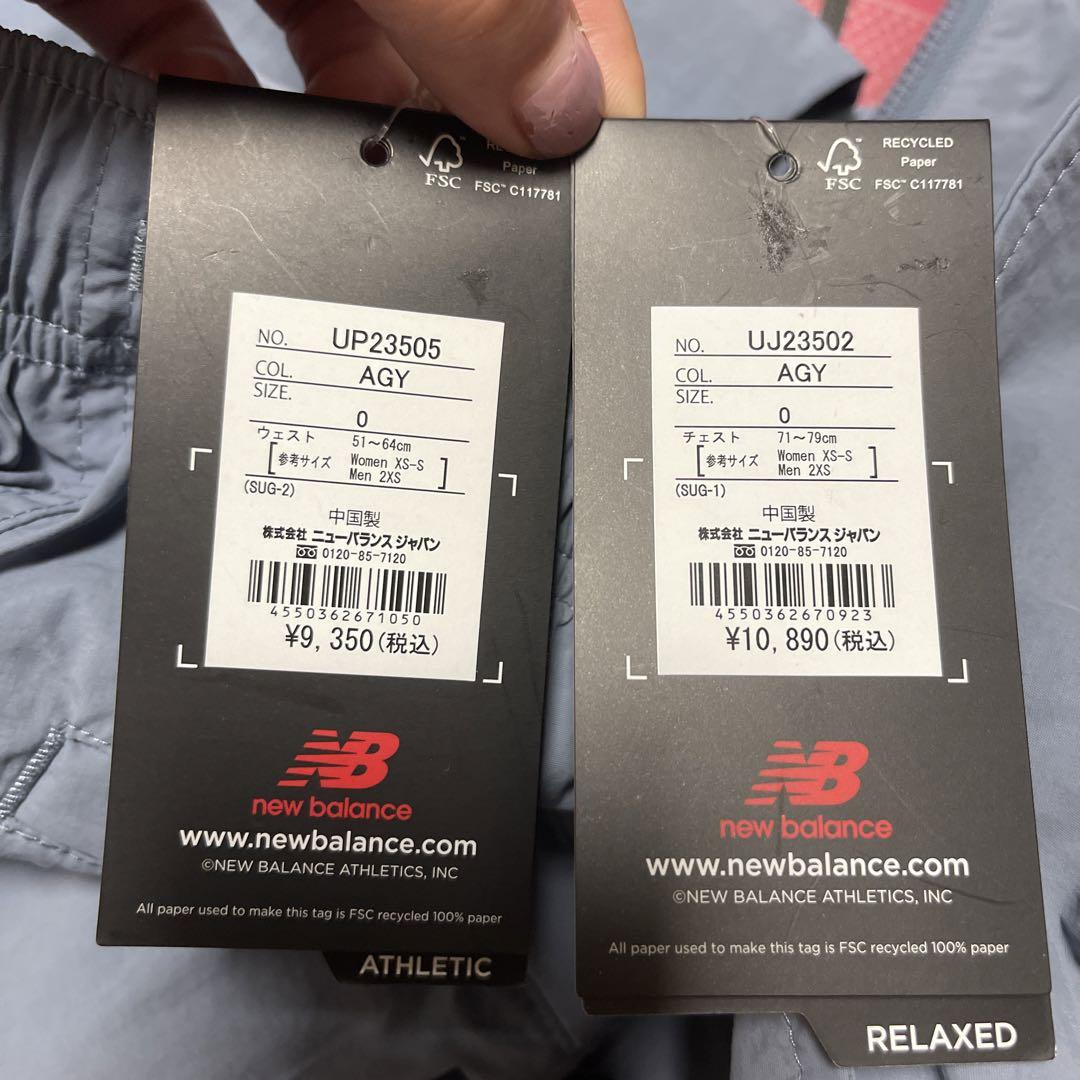 FSC
Paper
FSC™ C117781
NO. UP23505
COL. AGY
SIZE.
0
ウェスト 51～64cm
[参考サイズ Women XS-S
Men 2XS]
(SUG-2)
中国製
株式会社 ニューバランス ジャパン
0120-85-7120
4550362671050
¥9,350(税込)
NB
new balance
www.newbalance.com
©NEW BALANCE ATHLETICS, INC
All paper used to make this tag is FSC recycled 100% paper
ATHLETIC
FSC
RECYCLED
Paper
FSC™ C117781
NO. UJ23502
COL. AGY
SIZE.
0
チェスト 71～79cm
[参考サイズ Women XS-S
Men 2XS]
(SUG-1)
中国製
株式会社 ニューバランス ジャパン
0120-85-7120
4550362670923
¥10,890(税込)
NB
new balance
www.newbalance.com
©NEW BALANCE ATHLETICS, INC
All paper used to make this tag is FSC recycled 100% paper
RELAXED